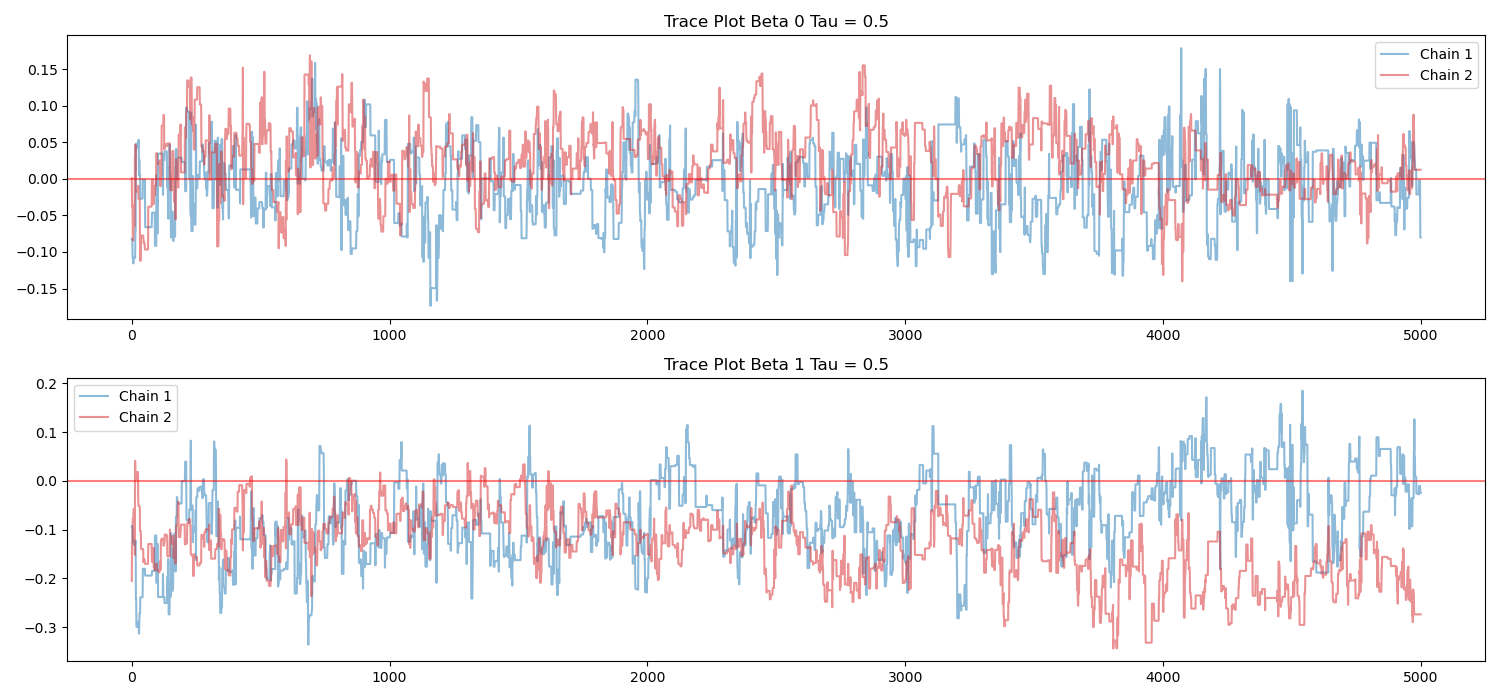 Trace Plot Beta 0 Tau = 0.5
0.15
0.10
0.05
0.00
−0.05
−0.10
−0.15
Chain 1
Chain 2
0 1000 2000 3000 4000 5000
Trace Plot Beta 1 Tau = 0.5
0.2
0.1
0.0
−0.1
−0.2
−0.3
Chain 1
Chain 2
0 1000 2000 3000 4000 5000